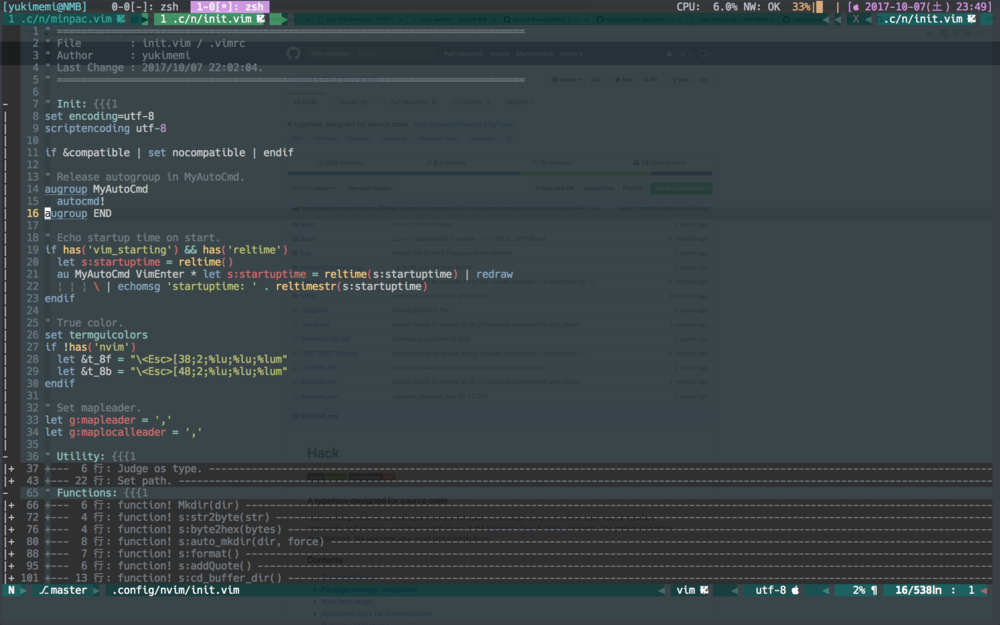 [yukimemi@NMB] 0-0[-]: zsh 1-0[*]: zsh CPU: 6.0% NW: OK 33% | [ 2017-10-07(土) 23:49]
1 .c/n/minpac.vim 1 .c/n/init.vim X .c/n/init.vim
1 " ==============================================================================
2 " File : init.vim / .vimrc
3 " Author : yukimemi
4 " Last Change : 2017/10/07 22:02:04.
5 " ==============================================================================
6
7 " Init: {{{1
8 set encoding=utf-8
9 scriptencoding utf-8
10
11 if &compatible | set nocompatible | endif
12
13 " Release autogroup in MyAutoCmd.
14 augroup MyAutoCmd
15 autocmd!
16 augroup END
17
18 " Echo startup time on start.
19 if has('vim_starting') && has('reltime')
20 let s:startuptime = reltime()
21 au MyAutoCmd VimEnter * let s:startuptime = reltime(s:startuptime) | redraw
22 ¦ ¦ ¦ \ | echomsg 'startuptime: ' . reltimestr(s:startuptime)
23 endif
24
25 " True color.
26 set termguicolors
27 if !has('nvim')
28 let &t_8f = "\<Esc>[38;2;%lu;%lu;%lum"
29 let &t_8b = "\<Esc>[48;2;%lu;%lu;%lum"
30 endif
31
32 " Set mapleader.
33 let g:mapleader = ','
34 let g:maplocalleader = ','
35
36 " Utility: {{{1
|+ 37 +--- 6 行: Judge os type. ---
|+ 43 +--- 22 行: Set path. ---
- 65 " Functions: {{{1
|+ 66 +--- 6 行: function! Mkdir(dir) ---
|+ 72 +--- 4 行: function! s:str2byte(str) ---
|+ 76 +--- 4 行: function! s:byte2hex(bytes) ---
|+ 80 +--- 8 行: function! s:auto_mkdir(dir, force) ---
|+ 88 +--- 7 行: function! s:format() ---
|+ 95 +--- 6 行: function! s:addQuote() ---
|+ 101 +--- 13 行: function! s:cd_buffer_dir() ---
N master .config/nvim/init.vim vim utf-8 2% ¶ 16/538ln : 1
Hack